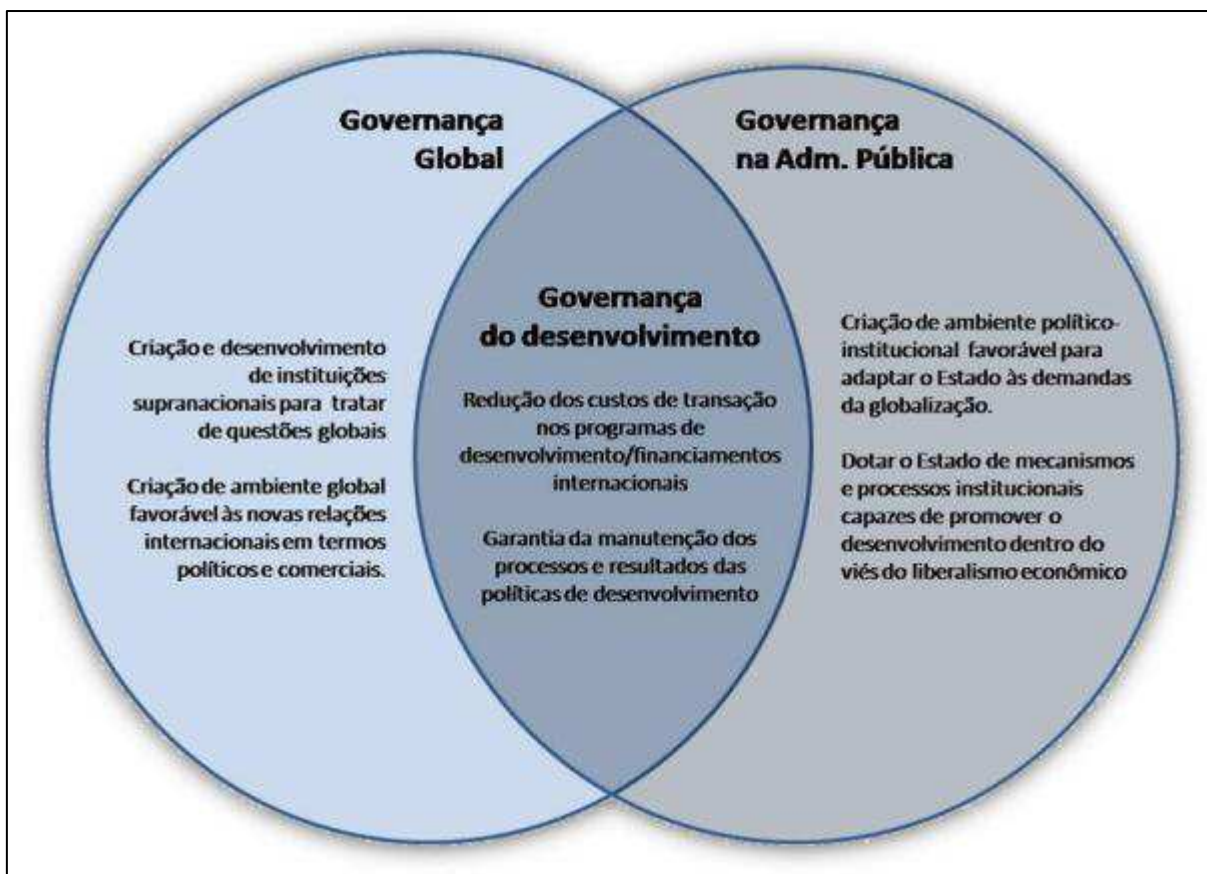 Governança
Global
Criação e desenvolvimento
de instituições
supranacionais para tratar
de questões globais
Criação de ambiente global
favorável às novas relações
internacionais em termos
políticos e comerciais.
Governança
do desenvolvimento
Redução dos custos de transação
nos programas de
desenvolvimento/financiamentos
internacionais
Garantia da manutenção dos
processos e resultados das
políticas de desenvolvimento
Governança
na Adm. Pública
Criação de ambiente político-
institucional favorável para
adaptar o Estado às demandas
da globalização.
Dotar o Estado de mecanismos
e processos institucionais
capazes de promover o
desenvolvimento dentro do
viés do liberalismo econômico